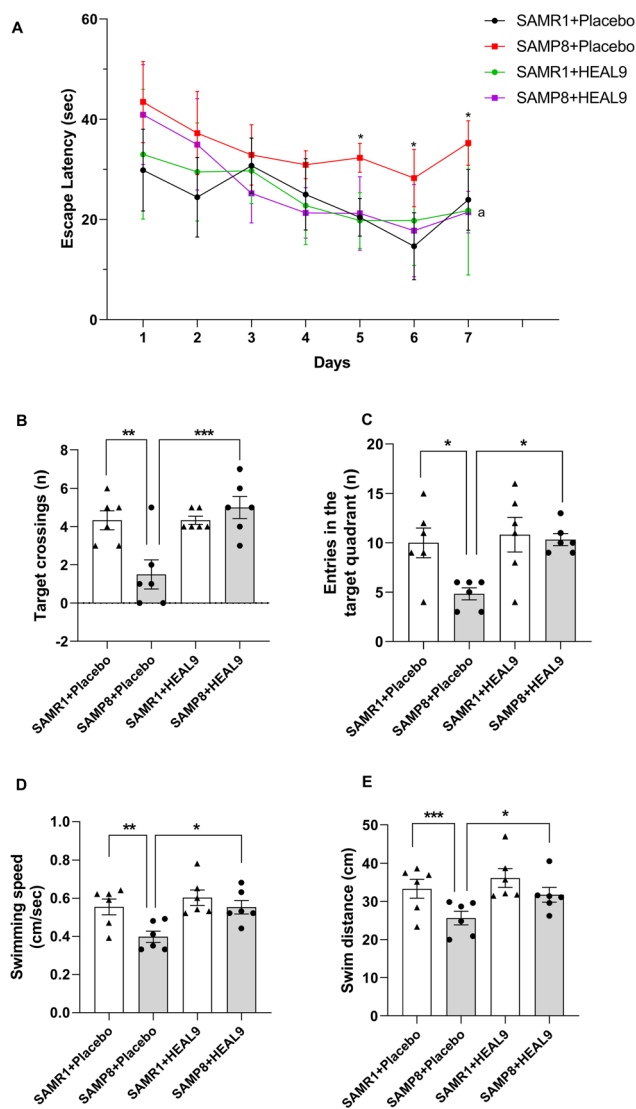 A
SAMR1+Placebo
SAMP8+Placebo
SAMR1+HEAL9
SAMP8+HEAL9
Escape Latency (sec)
60
40
20
0
* * *
a
1 2 3 4 5 6 7
Days
B
** ***
Target crossings (n)
8
6
4
2
0
-2
SAMR1+Placebo
SAMP8+Placebo
SAMR1+HEAL9
SAMP8+HEAL9
C
* *
Entries in the
target quadrant (n)
20
15
10
5
0
SAMR1+Placebo
SAMP8+Placebo
SAMR1+HEAL9
SAMP8+HEAL9
D
** *
Swimming speed
(cm/sec)
1.0
0.8
0.6
0.4
0.2
0.0
SAMR1+Placebo
SAMP8+Placebo
SAMR1+HEAL9
SAMP8+HEAL9
E
*** *
Swim distance (cm)
50
40
30
20
10
0
SAMR1+Placebo
SAMP8+Placebo
SAMR1+HEAL9
SAMP8+HEAL9